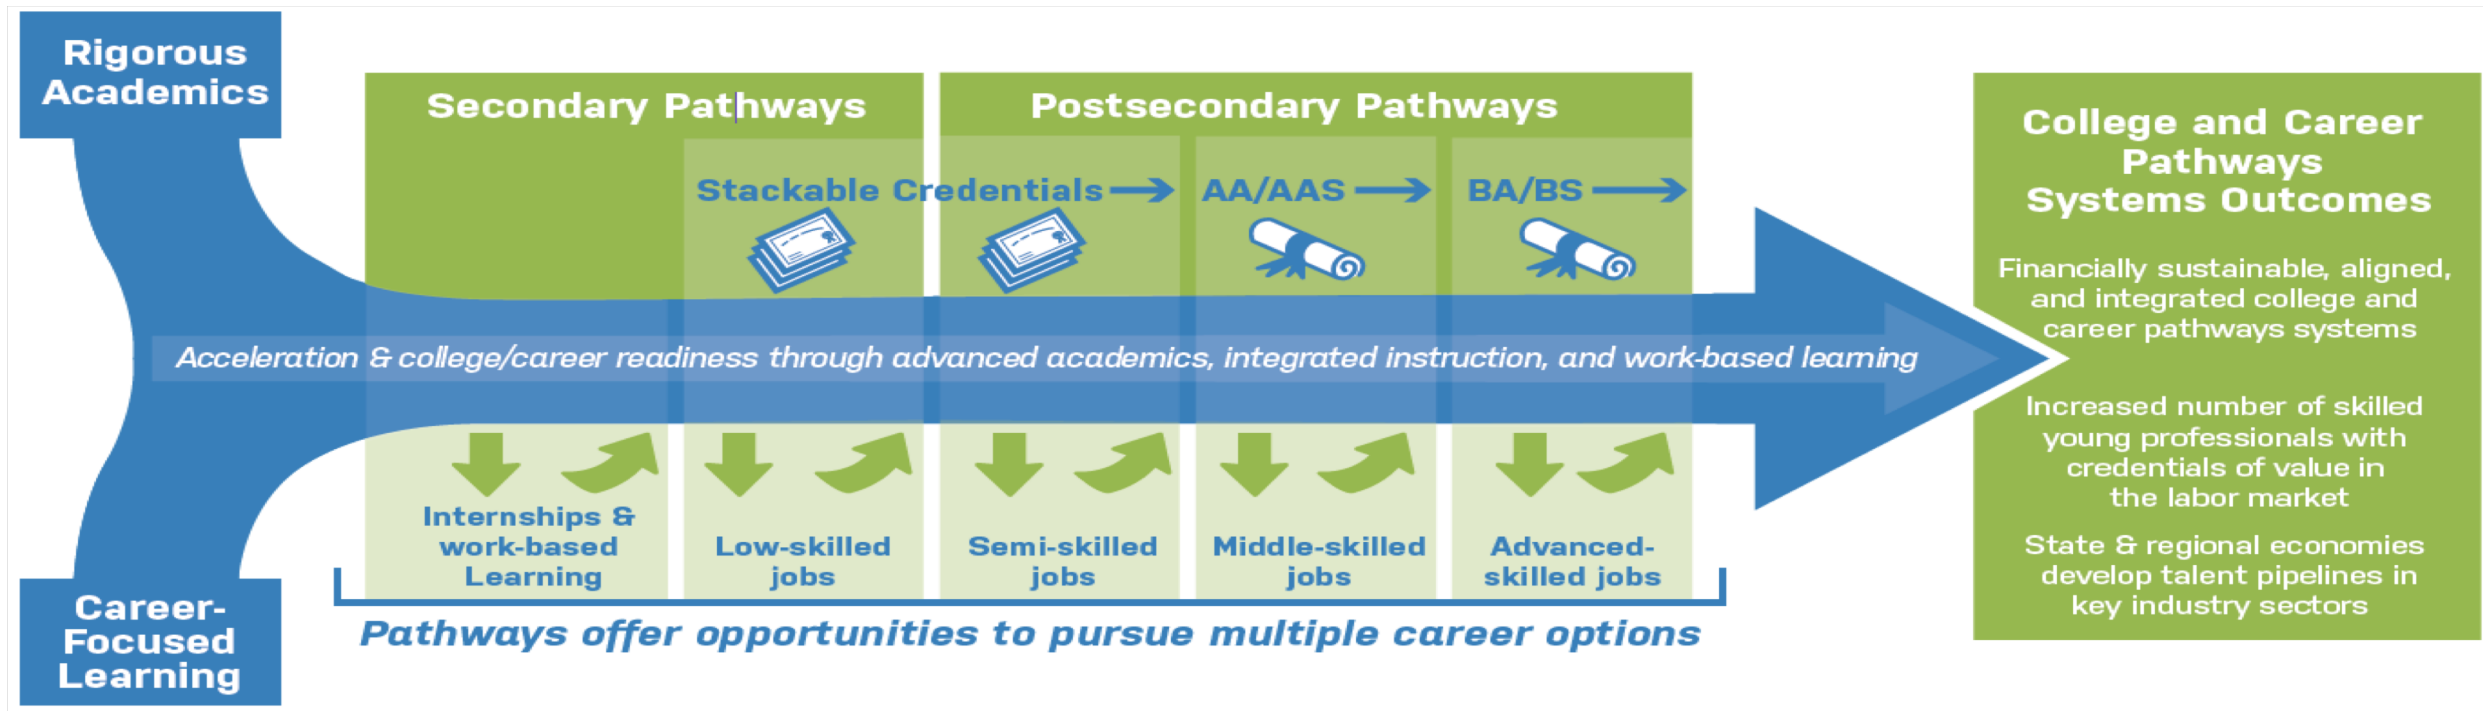 Rigorous
Academics
Secondary Pathways
Postsecondary Pathways
Stackable Credentials
AA/AAS
BA/BS
Acceleration & college/career readiness through advanced academics, integrated instruction, and work-based learning
Internships &
work-based
Learning
Low-skilled
jobs
Semi-skilled
jobs
Middle-skilled
jobs
Advanced-
skilled jobs
Pathways offer opportunities to pursue multiple career options
Career-
Focused
Learning
College and Career
Pathways
Systems Outcomes
Financially sustainable, aligned,
and integrated college and
career pathways systems
Increased number of skilled
young professionals with
credentials of value in
the labor market
State & regional economies
develop talent pipelines in
key industry sectors